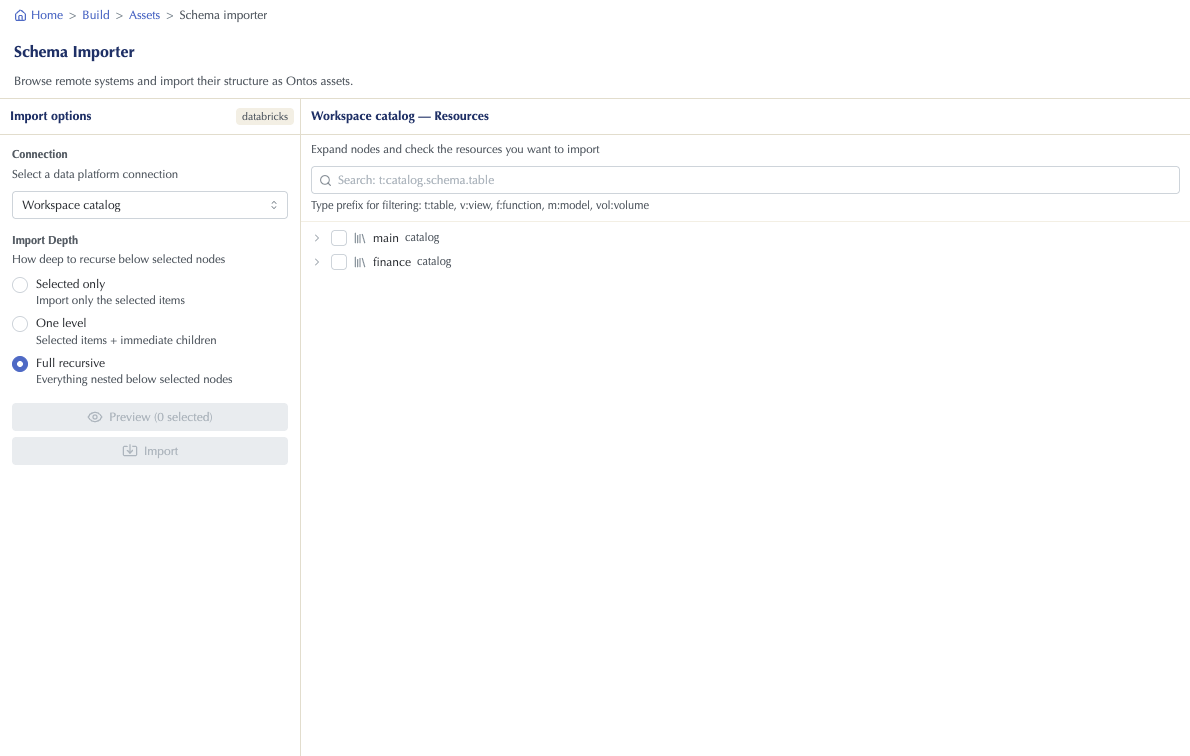 Home > Build > Assets > Schema importer
Schema Importer
Browse remote systems and import their structure as Ontos assets.
Import options
databricks
Connection
Select a data platform connection
Workspace catalog
Import Depth
How deep to recurse below selected nodes
Selected only
Import only the selected items
One level
Selected items + immediate children
Full recursive
Everything nested below selected nodes
Preview (0 selected)
Import
Workspace catalog — Resources
Expand nodes and check the resources you want to import
Search: t:catalog.schema.table
Type prefix for filtering: t:table, v:view, f:function, m:model, vol:volume
main catalog
finance catalog